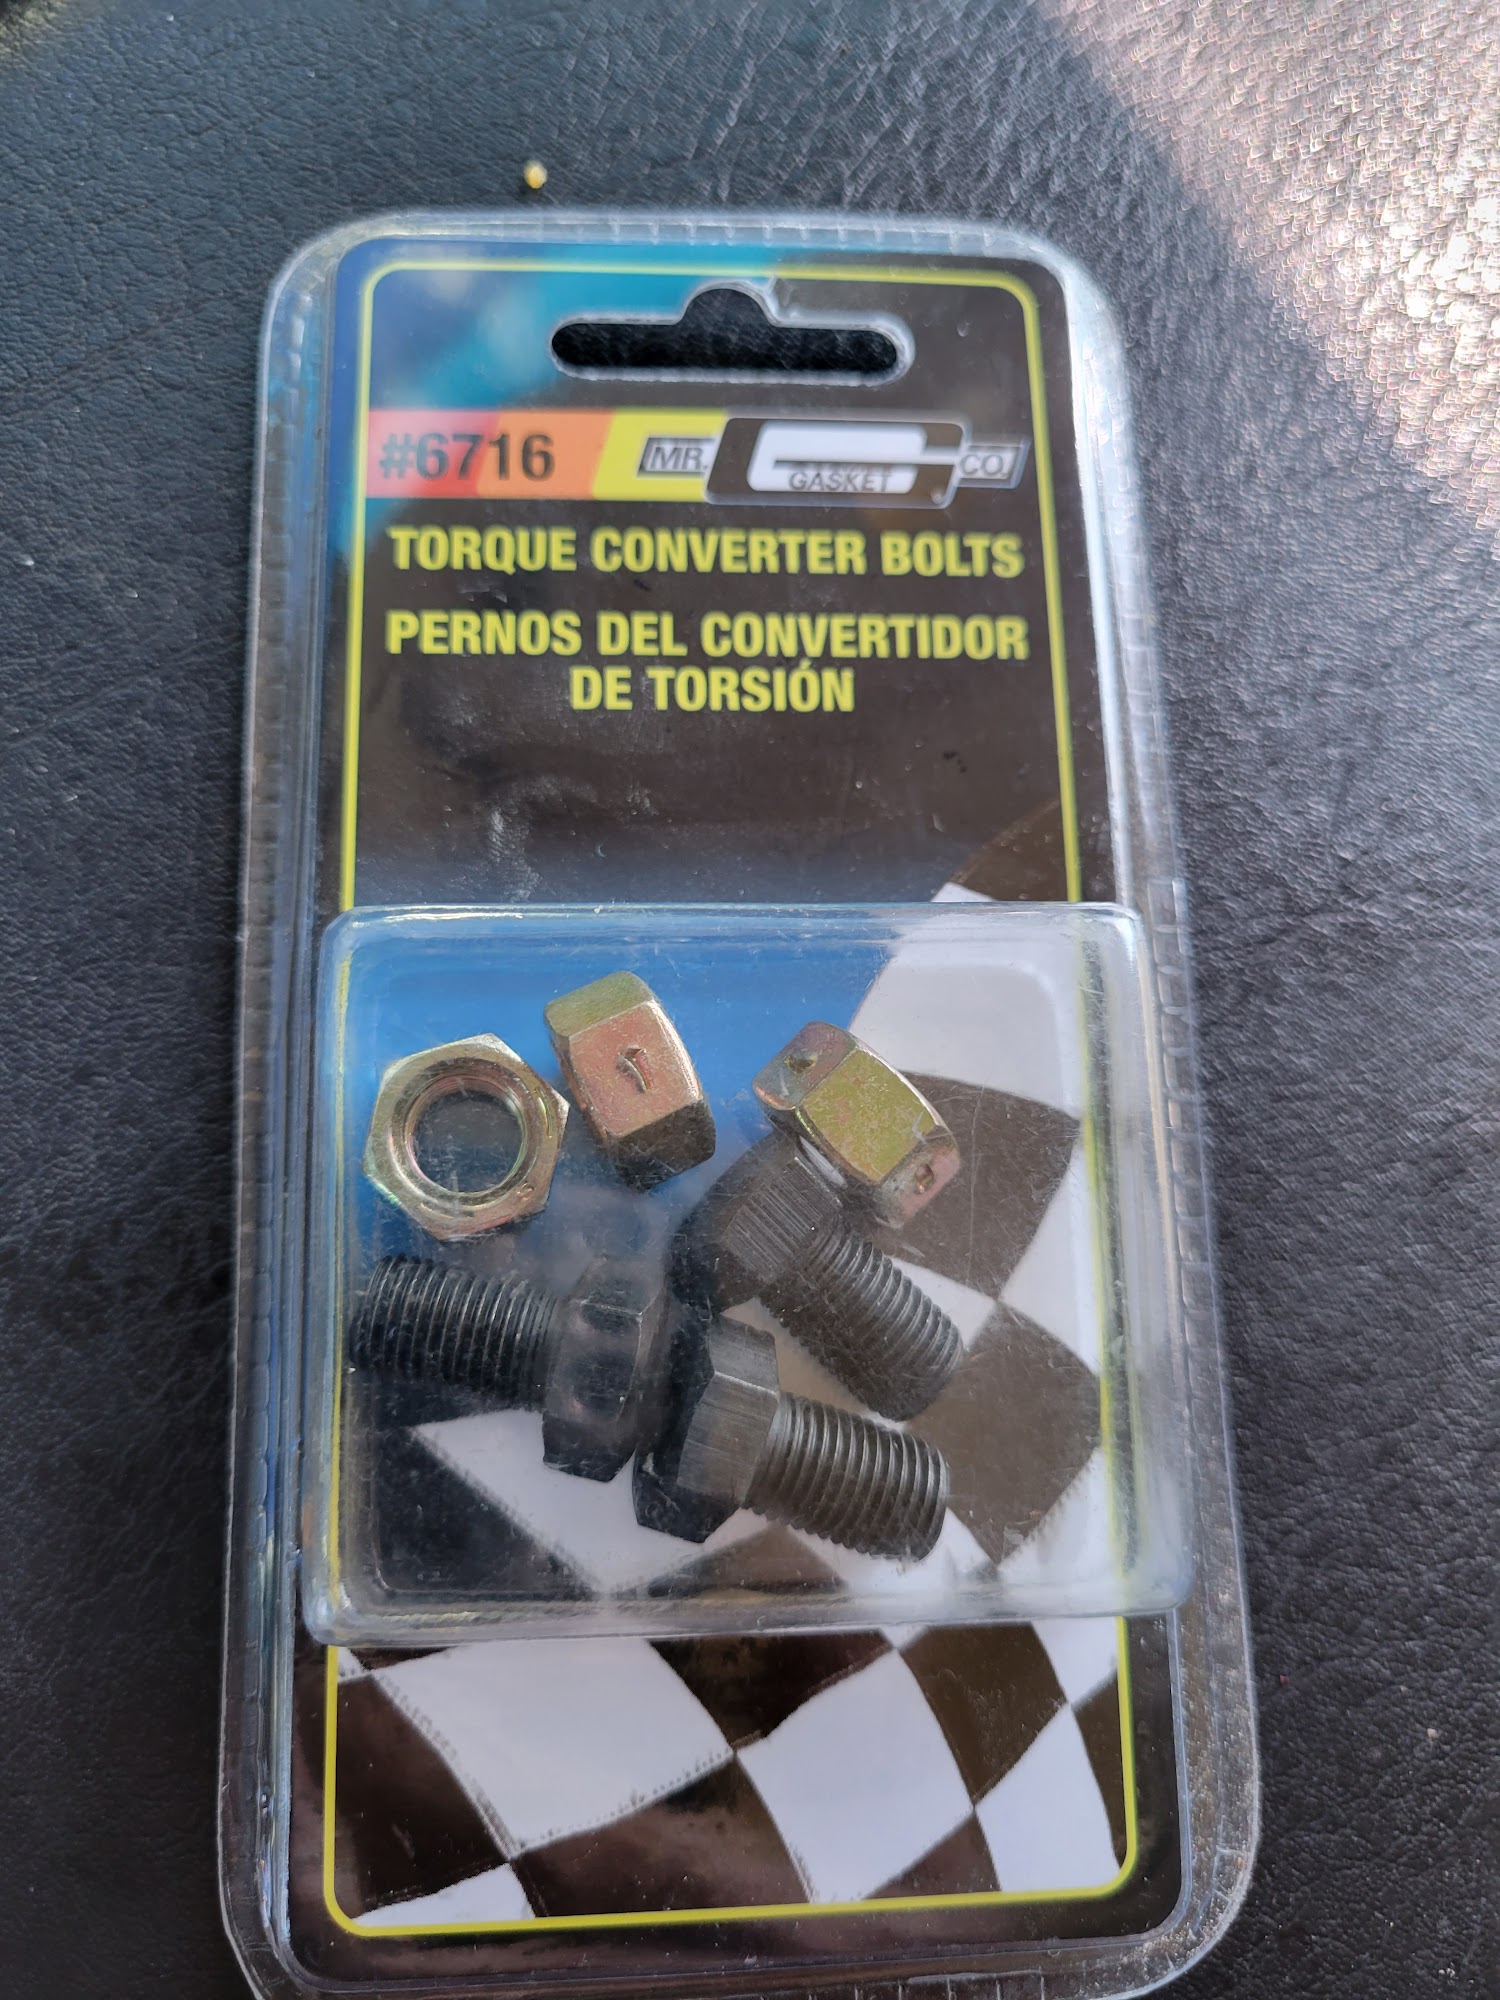 #6716
MR. GASKET CO.
TORQUE CONVERTER BOLTS
PERNOS DEL CONVERTIDOR
DE TORSIÓN